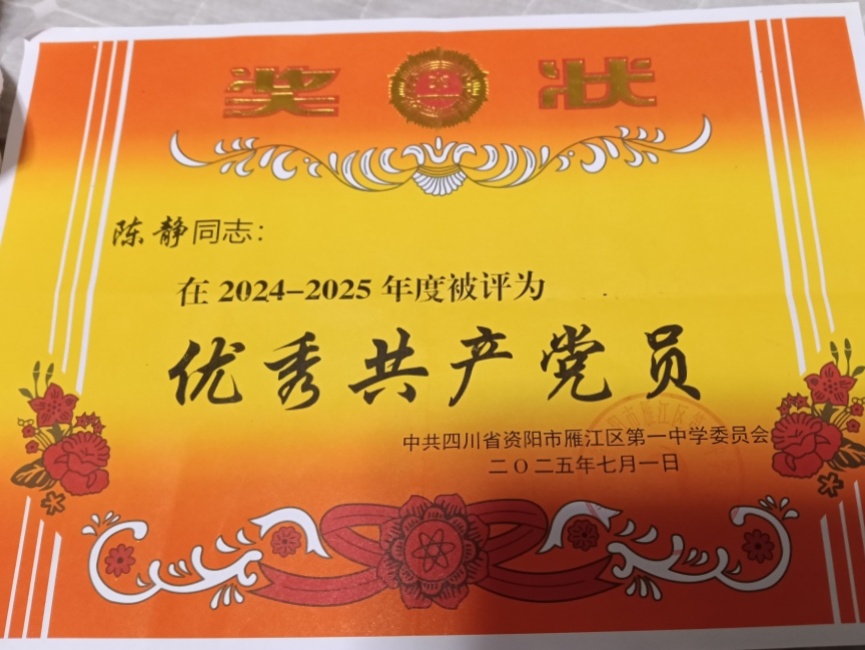 奖状
陈静同志：
在2024-2025年度被评为
优秀共产党员
中共四川省资阳市雁江区第一中学委员会
二〇二五年七月一日